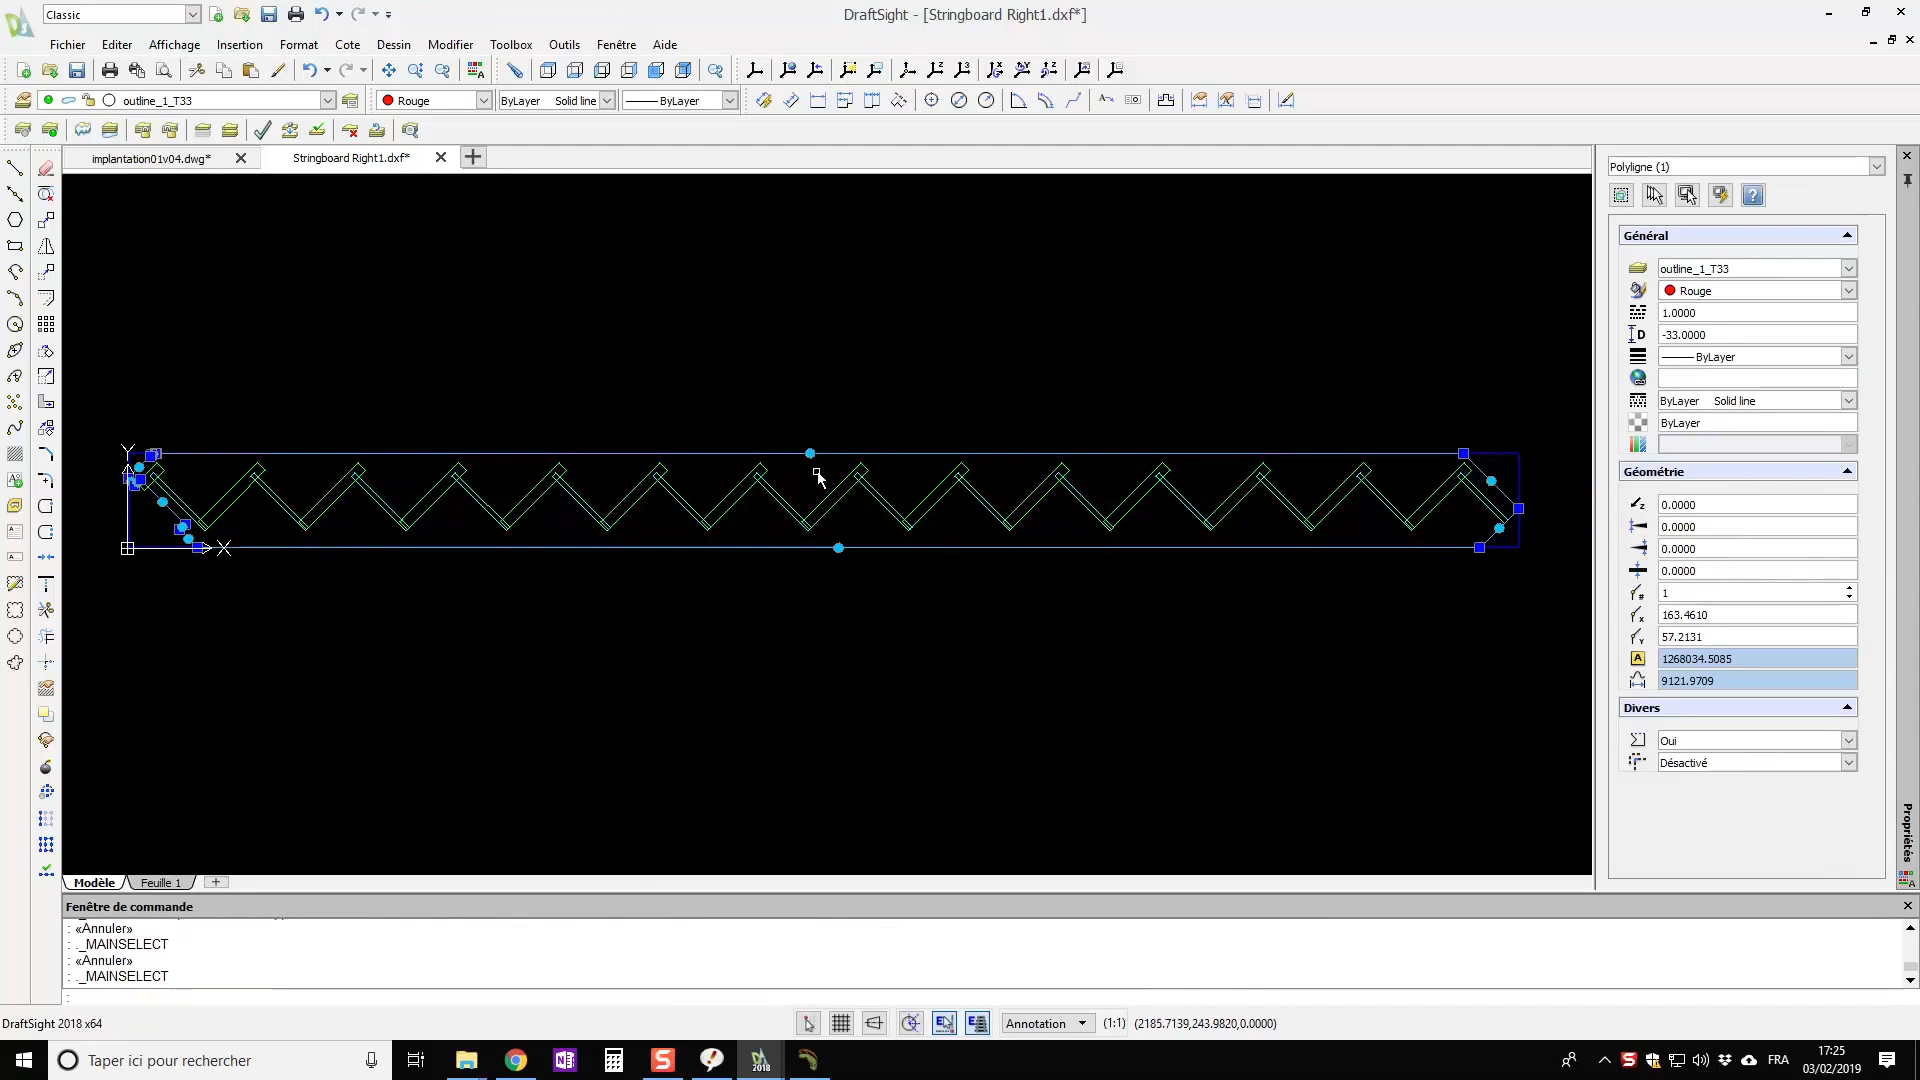 Classic
DraftSight - [Stringboard Right1.dxf*]
Fichier Editer Affichage Insertion Format Cote Dessin Modifier Toolbox Outils Fenêtre Aide
outline_1_T33
Rouge
ByLayer Solid line
ByLayer
implantation01v04.dwg*
Stringboard Right1.dxf*
Polyligne (1)
Général
outline_1_T33
Rouge
1.0000
D
-33.0000
ByLayer
ByLayer Solid line
ByLayer
Géométrie
0.0000
0.0000
0.0000
0.0000
1
163.4610
57.2131
A
1268034.5085
9121.9709
Divers
Oui
Désactivé
Propriétés
Y
X
Modèle
Feuille 1
Fenêtre de commande
: «Annuler»
: ._MAINSELECT
: «Annuler»
: ._MAINSELECT
:
DraftSight 2018 x64
Annotation
(1:1)
(2185.7139,243.9820,0.0000)
Taper ici pour rechercher
2018
FRA
17:25
03/02/2019